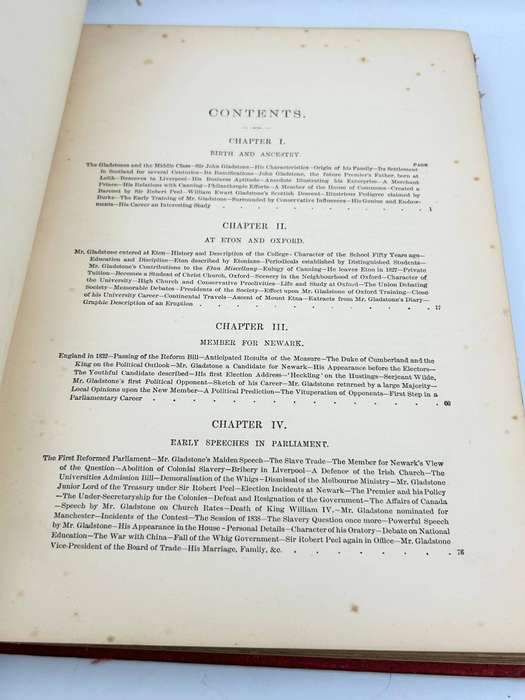 CONTENTS.
CHAPTER I.
BIRTH AND ANCESTRY.
PAGE
The Gladstones and the Middle Class—Sir John Gladstone—His Characteristics—Origin of his Family—Its Settlement
in Scotland for several Centuries—Its Ramifications—John Gladstone, the future Premier's Father, born at
Leith—Removes to Liverpool—His Business Aptitude—Anecdote illustrating his Enterprise—A Merchant
Prince—His Relations with Canning—Philanthropic Efforts—A Member of the House of Commons—Created a
Baronet by Sir Robert Peel—William Ewart Gladstone's Scottish Descent—Illustrious Pedigree claimed by
Burke—The Early Training of Mr. Gladstone—Surrounded by Conservative Influences—His Genius and Endow-
ments—His Career an Interesting Study . . . . . . . . . 1
CHAPTER II.
AT ETON AND OXFORD.
Mr. Gladstone entered at Eton—History and Description of the College—Character of the School Fifty Years ago—
Education and Discipline—Eton described by Etonians—Periodicals established by Distinguished Students—
Mr. Gladstone's Contributions to the Eton Miscellany—Eulogy of Canning—He leaves Eton in 1827—Private
Tuition—Becomes a Student of Christ Church, Oxford—Scenery in the Neighbourhood of Oxford—Character of
the University—High Church and Conservative Proclivities—Life and Study at Oxford—The Union Debating
Society—Memorable Debates—Presidents of the Society—Effect upon Mr. Gladstone of Oxford Training—Close
of his University Career—Continental Travels—Ascent of Mount Etna—Extracts from Mr. Gladstone's Diary—
Graphic Description of an Eruption . . . . . . . . . 17
CHAPTER III.
MEMBER FOR NEWARK.
England in 1832—Passing of the Reform Bill—Anticipated Results of the Measure—The Duke of Cumberland and the
King on the Political Outlook—Mr. Gladstone a Candidate for Newark—His Appearance before the Electors—
The Youthful Candidate described—His first Election Address—'Heckling' on the Hustings—Serjeant Wilde,
Mr. Gladstone's first Political Opponent—Sketch of his Career—Mr. Gladstone returned by a large Majority—
Local Opinions upon the New Member—A Political Prediction—The Vituperation of Opponents—First Step in a
Parliamentary Career . . . . . . . . . . . 60
CHAPTER IV.
EARLY SPEECHES IN PARLIAMENT.
The First Reformed Parliament—Mr. Gladstone's Maiden Speech—The Slave Trade—The Member for Newark's View
of the Question—Abolition of Colonial Slavery—Bribery in Liverpool—A Defence of the Irish Church—The
Universities Admission Bill—Demoralisation of the Whigs—Dismissal of the Melbourne Ministry—Mr. Gladstone
Junior Lord of the Treasury under Sir Robert Peel—Election Incidents at Newark—The Premier and his Policy
—The Under-Secretaryship for the Colonies—Defeat and Resignation of the Government—The Affairs of Canada
—Speech by Mr. Gladstone on Church Rates—Death of King William IV.—Mr. Gladstone nominated for
Manchester—Incidents of the Contest—The Session of 1838—The Slavery Question once more—Powerful Speech
by Mr. Gladstone—His Appearance in the House—Personal Details—Character of his Oratory—Debate on National
Education—The War with China—Fall of the Whig Government—Sir Robert Peel again in Office—Mr. Gladstone
Vice-President of the Board of Trade—His Marriage, Family, &c. . . . . . . . 76